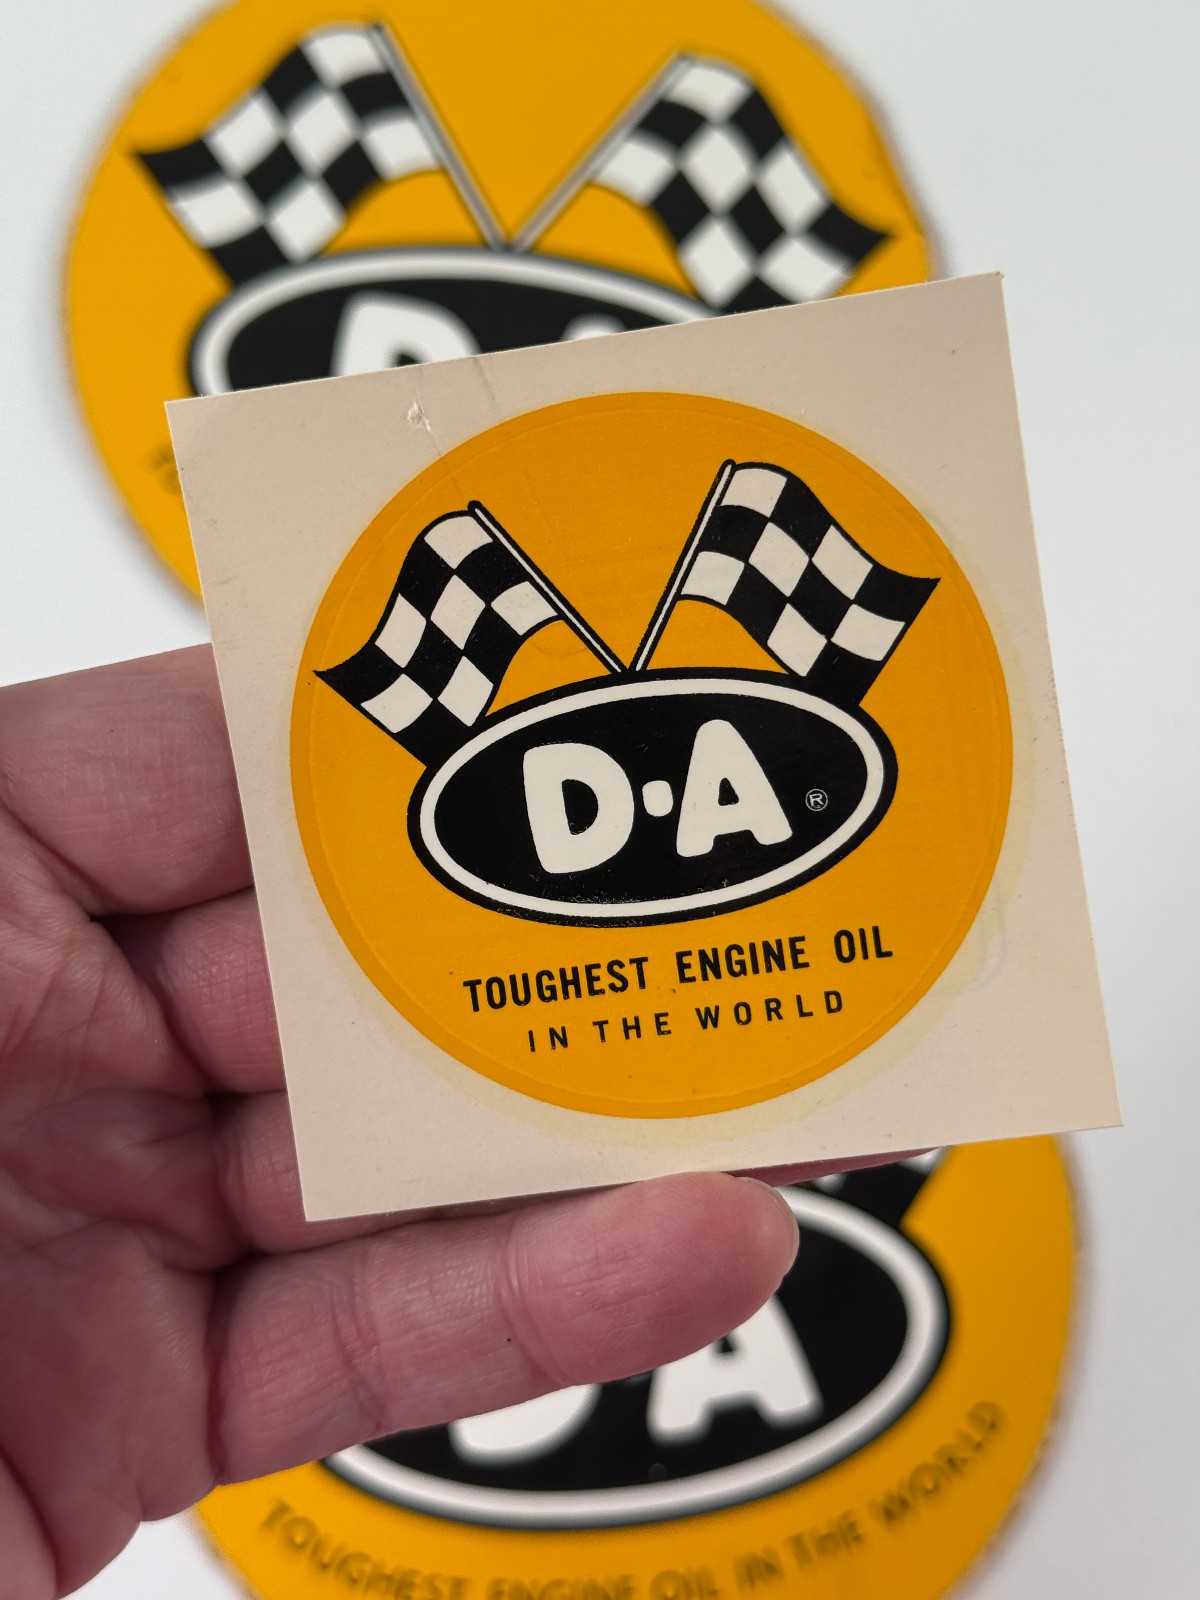 D·A®
TOUGHEST ENGINE OIL
IN THE WORLD
A
TOUGHEST ENGINE OIL IN THE WORLD